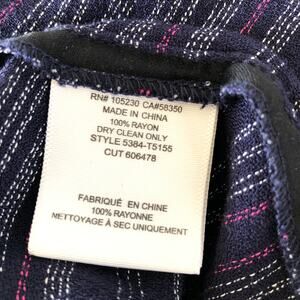 RN# 105230 CA#58350
MADE IN CHINA
100% RAYON
DRY CLEAN ONLY
STYLE 5384-T5155
CUT 606478
FABRIQUÉ EN CHINE
100% RAYONNE
NETTOYAGE À SEC UNIQUEMENT